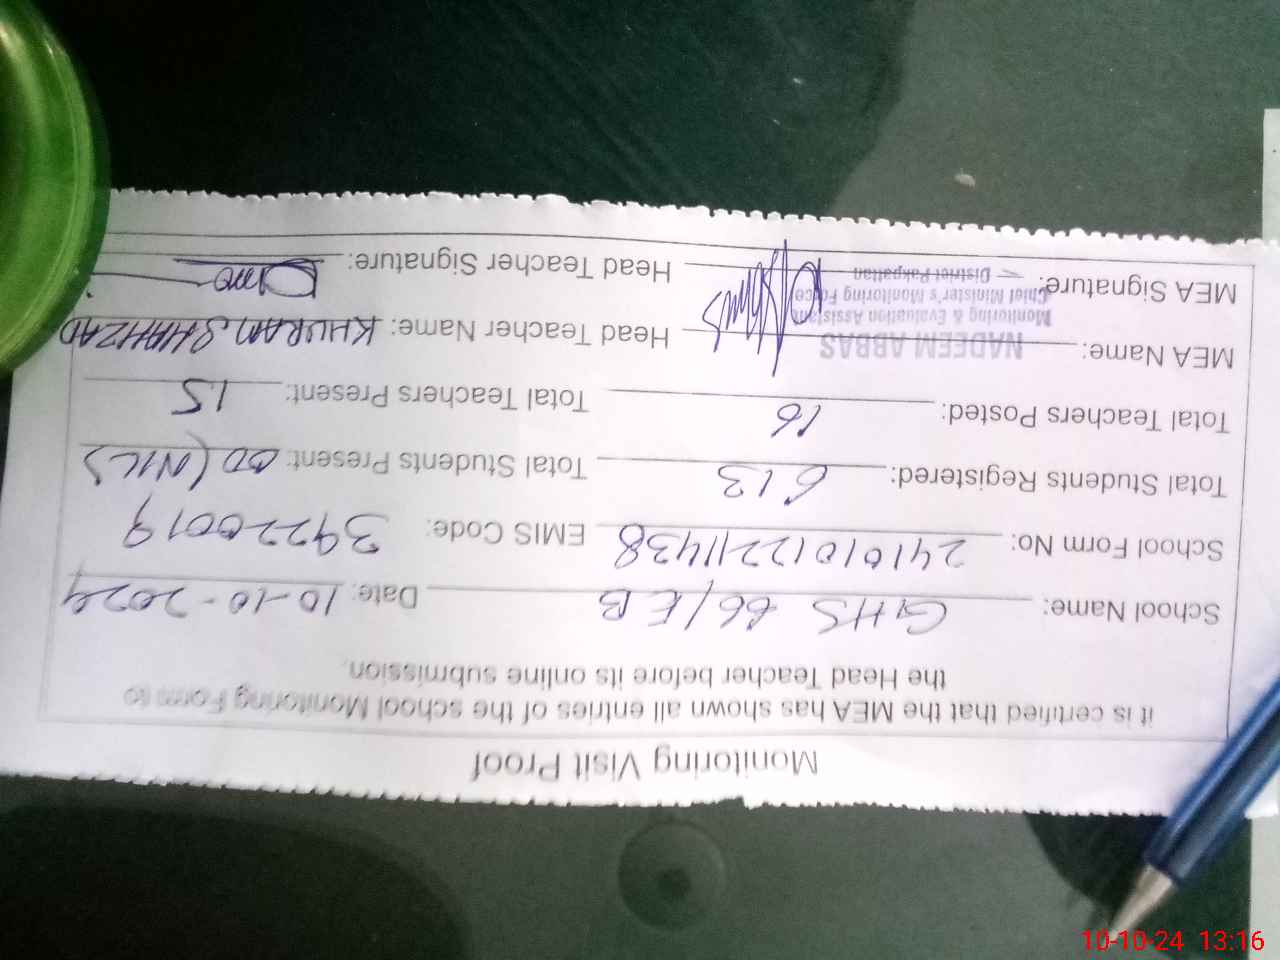 Monitoring Visit Proof
it is certified that the MEA has shown all entries of the school Monitoring Form to
the Head Teacher before its online submission.
School Name: GHS 66/EB Date: 10-10-2024
School Form No: 24101012211438 EMIS Code: 39220019
Total Students Registered: 613 Total Students Present: 00 (NIL)
Total Teachers Posted: 16 Total Teachers Present: 15
MEA Name: NADEEM ABBAS Head Teacher Name: KHURAM SHAHZAD
Monitoring & Evaluation Assistant
Chief Minister's Monitoring Force
District Pakpattan
MEA Signature: Head Teacher Signature:
10-10-24 13:16